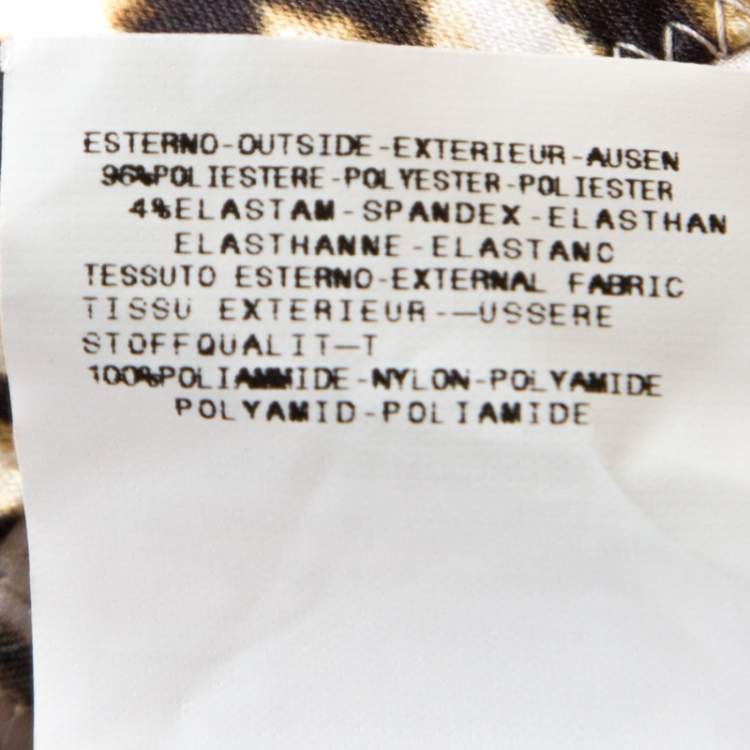 ESTERNO-OUTSIDE-EXTERIEUR-AUSEN
96%POLIESTERE-POLYESTER-POLIESTER
4%ELASTAM-SPANDEX-ELASTHAN
ELASTHANNE-ELASTANO
TESSUTO ESTERNO-EXTERNAL FABRIC
TISSU EXTERIEUR-—USSERE
STOFFQUALIT—T
100%POLIAMMIDE-NYLON-POLYAMIDE
POLYAMID-POLIAMIDE